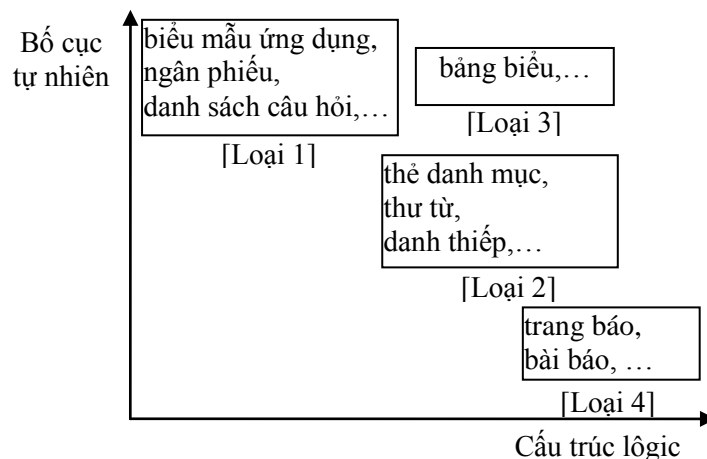 Bố cục
tự nhiên
biểu mẫu ứng dụng,
ngân phiếu,
danh sách câu hỏi,…
[Loại 1]
bảng biểu,…
[Loại 3]
thẻ danh mục,
thư từ,
danh thiếp,…
[Loại 2]
trang báo,
bài báo, …
[Loại 4]
Cấu trúc lôgic